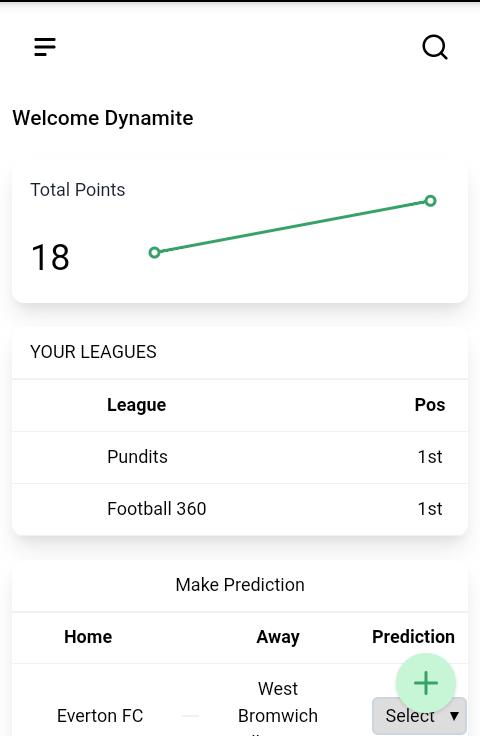 Welcome Dynamite
Total Points
18
YOUR LEAGUES
League Pos
Pundits 1st
Football 360 1st
Make Prediction
Home Away Prediction
West
Everton FC — Bromwich Select